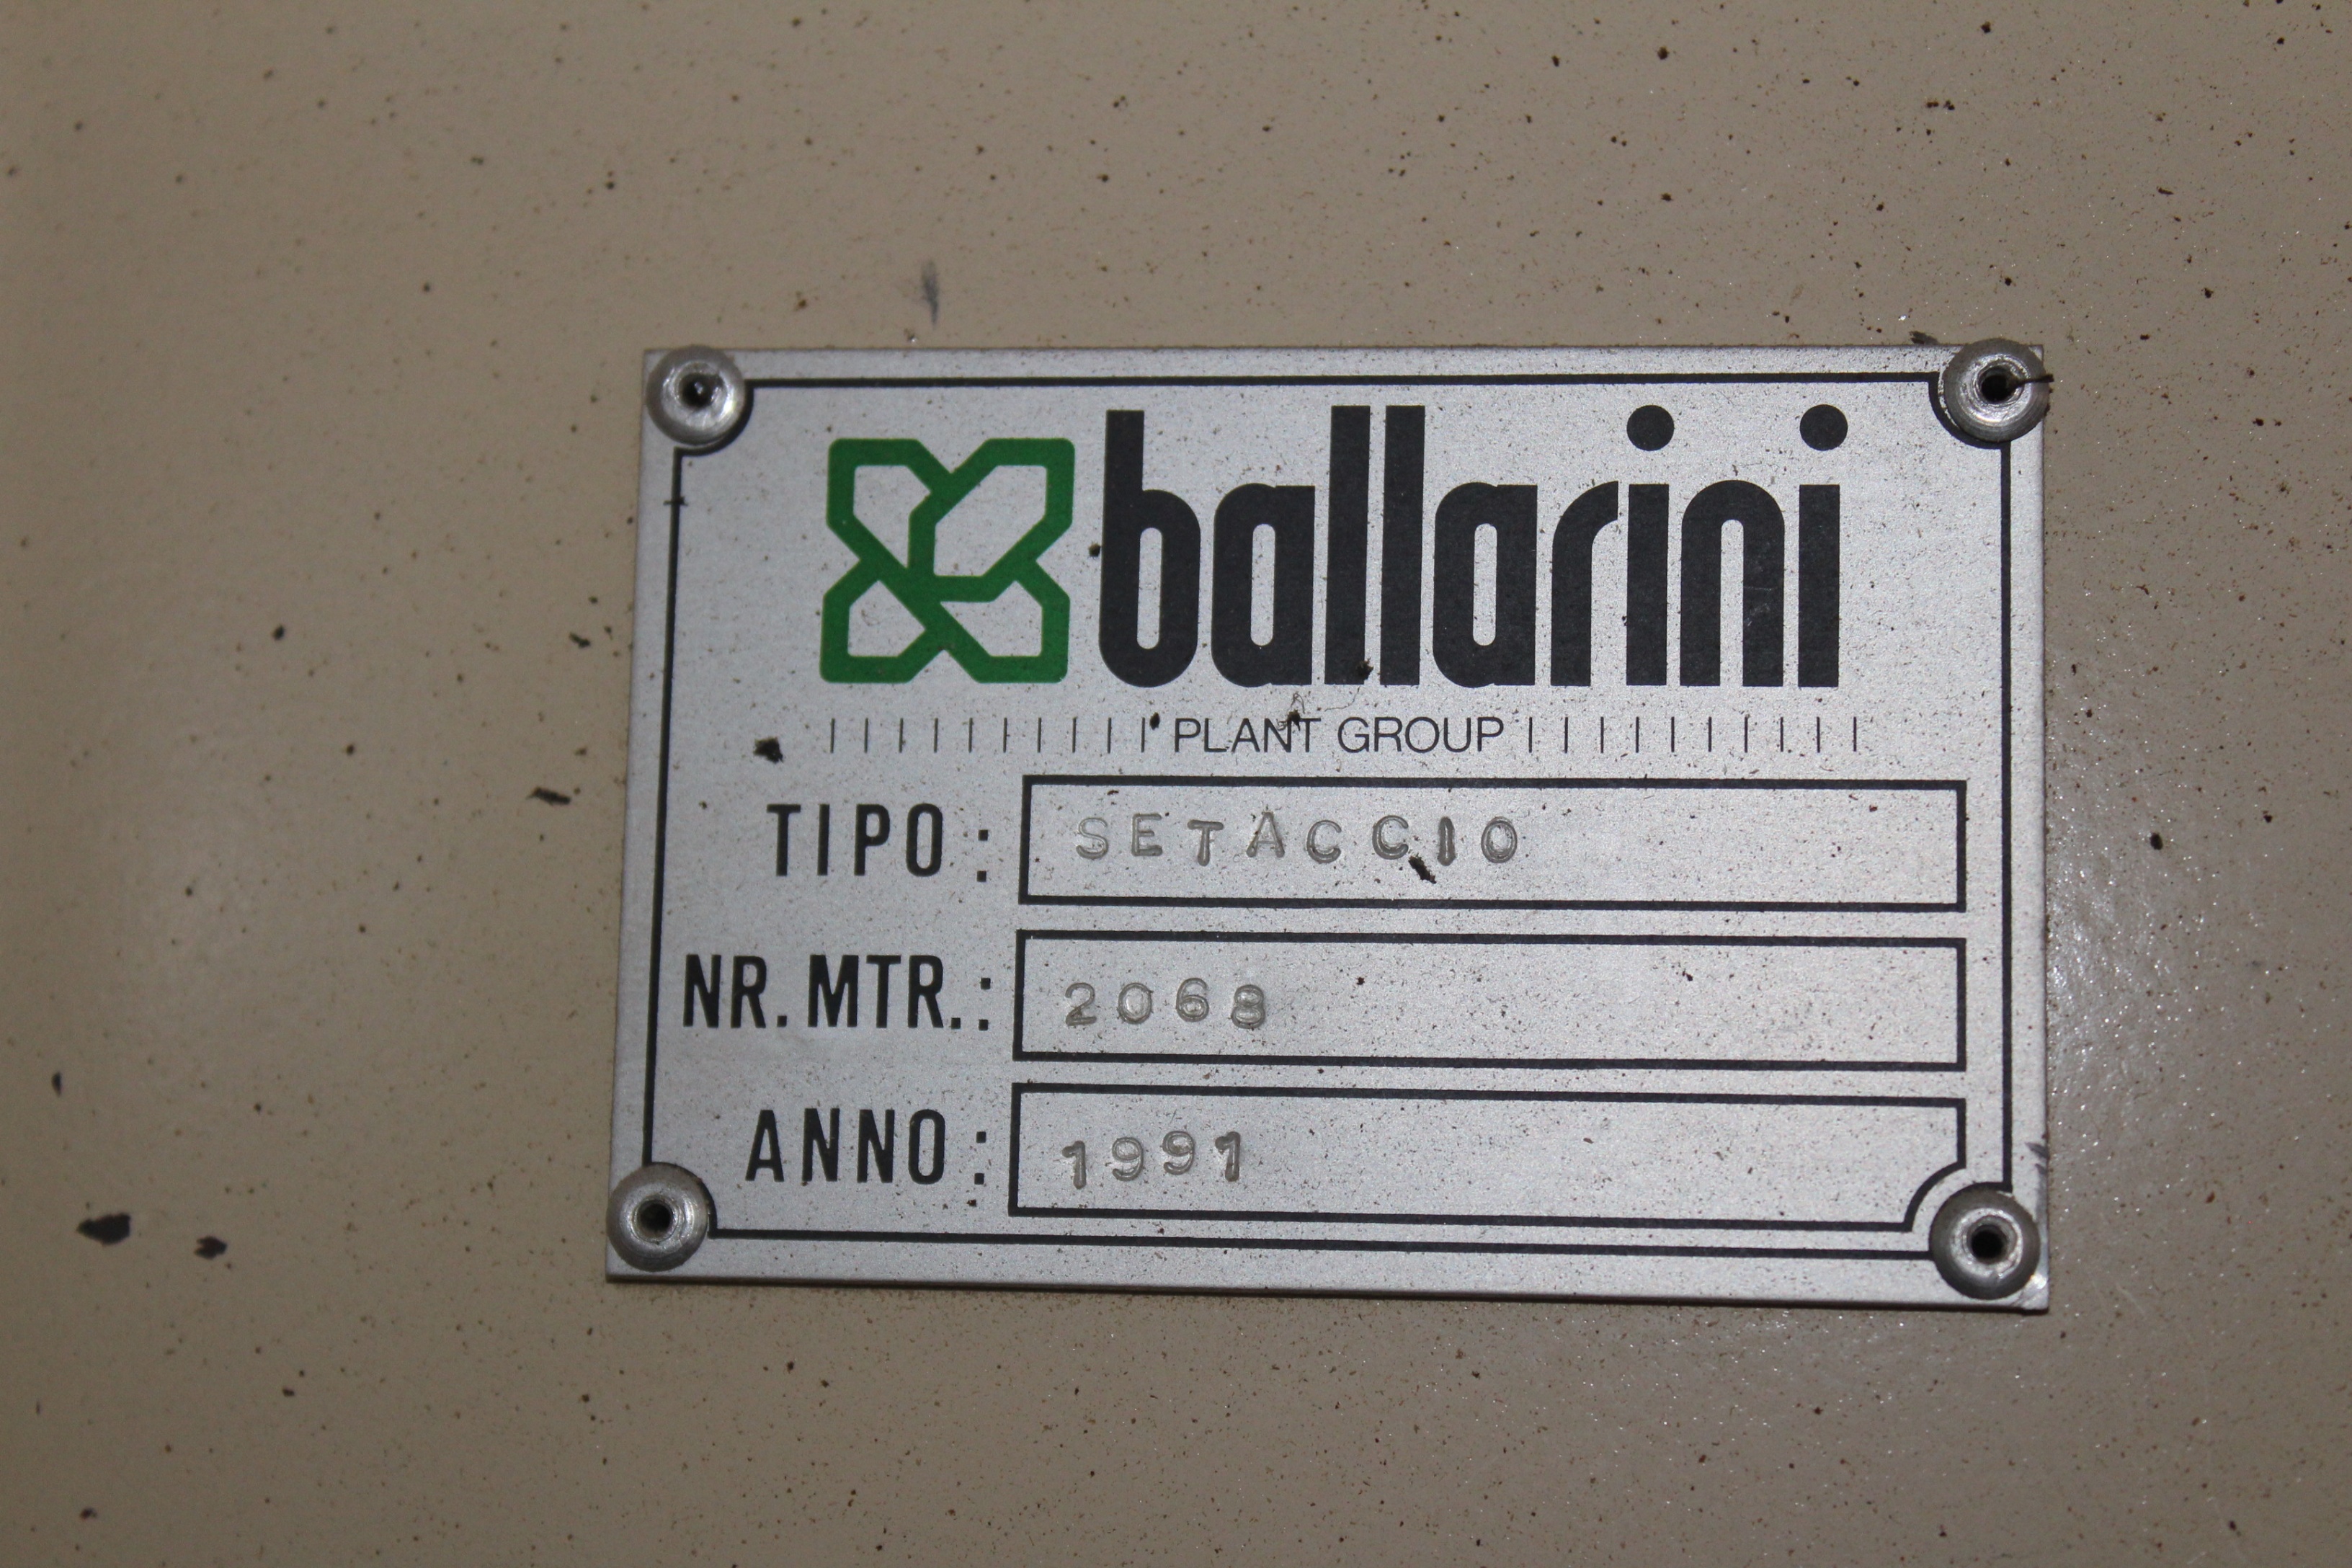 ballarini
PLANT GROUP
TIPO: SETACCIO
NR. MTR.: 2068
ANNO: 1991